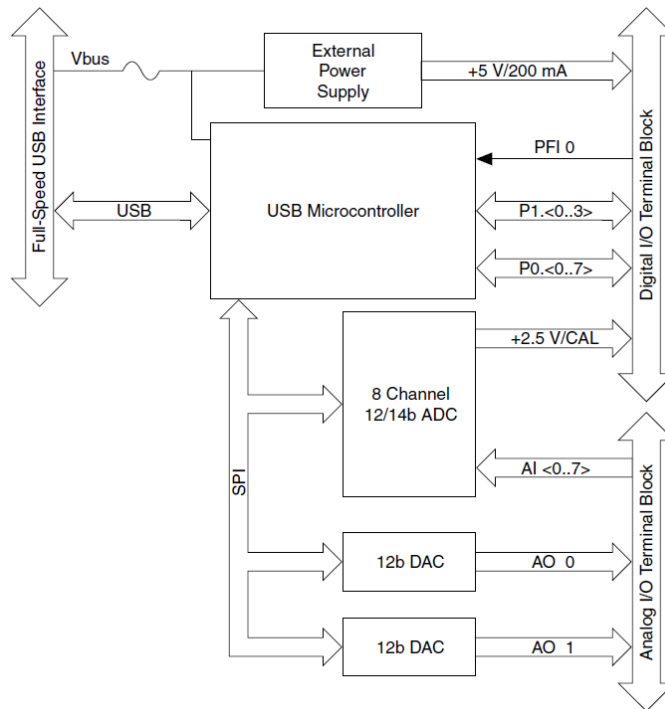 Full-Speed USB Interface
Vbus
External
Power
Supply
+5 V/200 mA
Digital I/O Terminal Block
PFI 0
USB
USB Microcontroller
P1.<0..3>
P0.<0..7>
+2.5 V/CAL
8 Channel
12/14b ADC
SPI
AI <0..7>
Analog I/O Terminal Block
12b DAC
AO 0
12b DAC
AO 1